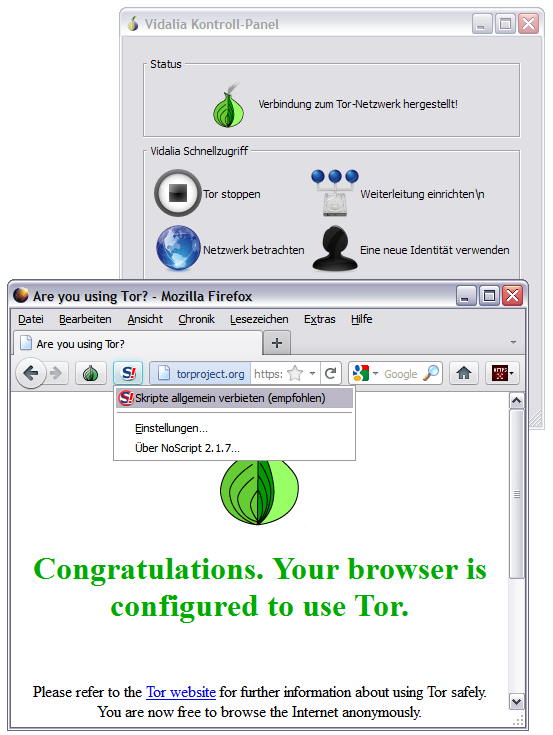 Vidalia Kontroll-Panel
Status
Verbindung zum Tor-Netzwerk hergestellt!
Vidalia Schnellzugriff
Tor stoppen
Weiterleitung einrichten\n
Netzwerk betrachten
Eine neue Identität verwenden
Are you using Tor? - Mozilla Firefox
Datei Bearbeiten Ansicht Chronik Lesezeichen Extras Hilfe
Are you using Tor?
S! torproject.org https: Google HTTPS
S! Skripte allgemein verbieten (empfohlen)
Einstellungen...
Über NoScript 2.1.7...
Congratulations. Your browser is
configured to use Tor.
Please refer to the Tor website for further information about using Tor safely.
You are now free to browse the Internet anonymously.